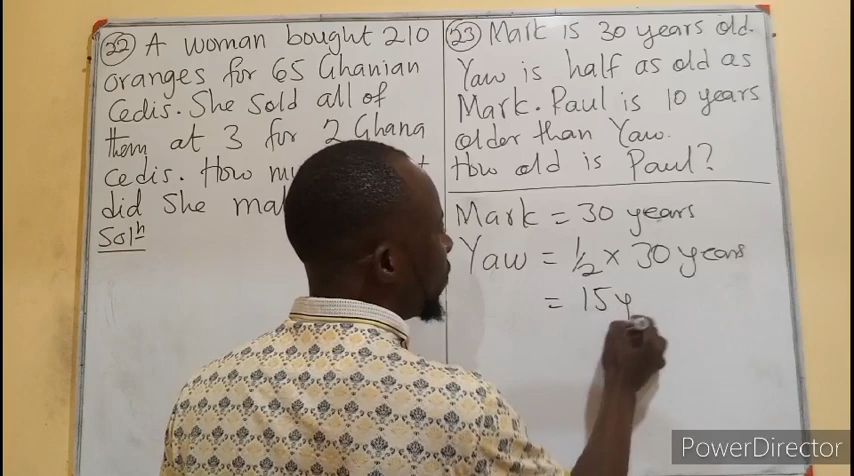 22 A woman bought 210
oranges for 65 Ghanian
Cedis. She Sold all of
them at 3 for 2 Ghana
Cedis. How
did She
Solⁿ
23 Mark is 30 years old.
Yaw is half as old as
Mark. Paul is 10 years
older than Yaw.
How old is Paul?
Mark = 30 years
Yaw = 1/2 × 30 years
= 15y
PowerDirector